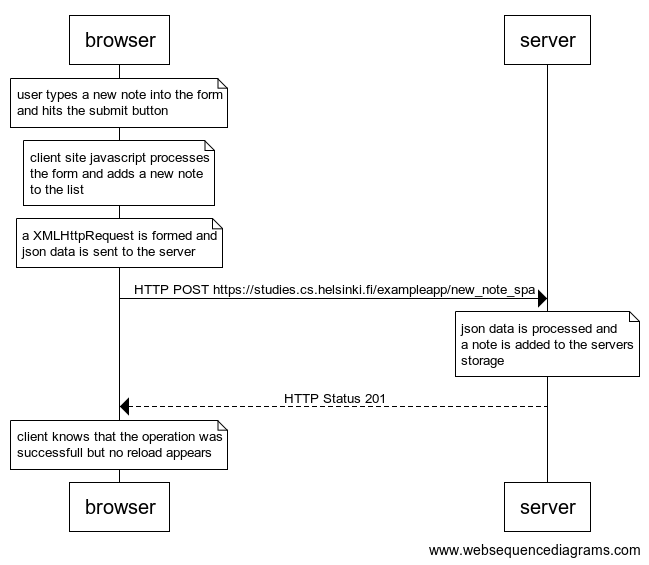 browser
server
user types a new note into the form
and hits the submit button
client site javascript processes
the form and adds a new note
to the list
a XMLHttpRequest is formed and
json data is sent to the server
HTTP POST https://studies.cs.helsinki.fi/exampleapp/new_note_spa
json data is processed and
a note is added to the servers
storage
HTTP Status 201
client knows that the operation was
successfull but no reload appears
browser
server
www.websequencediagrams.com